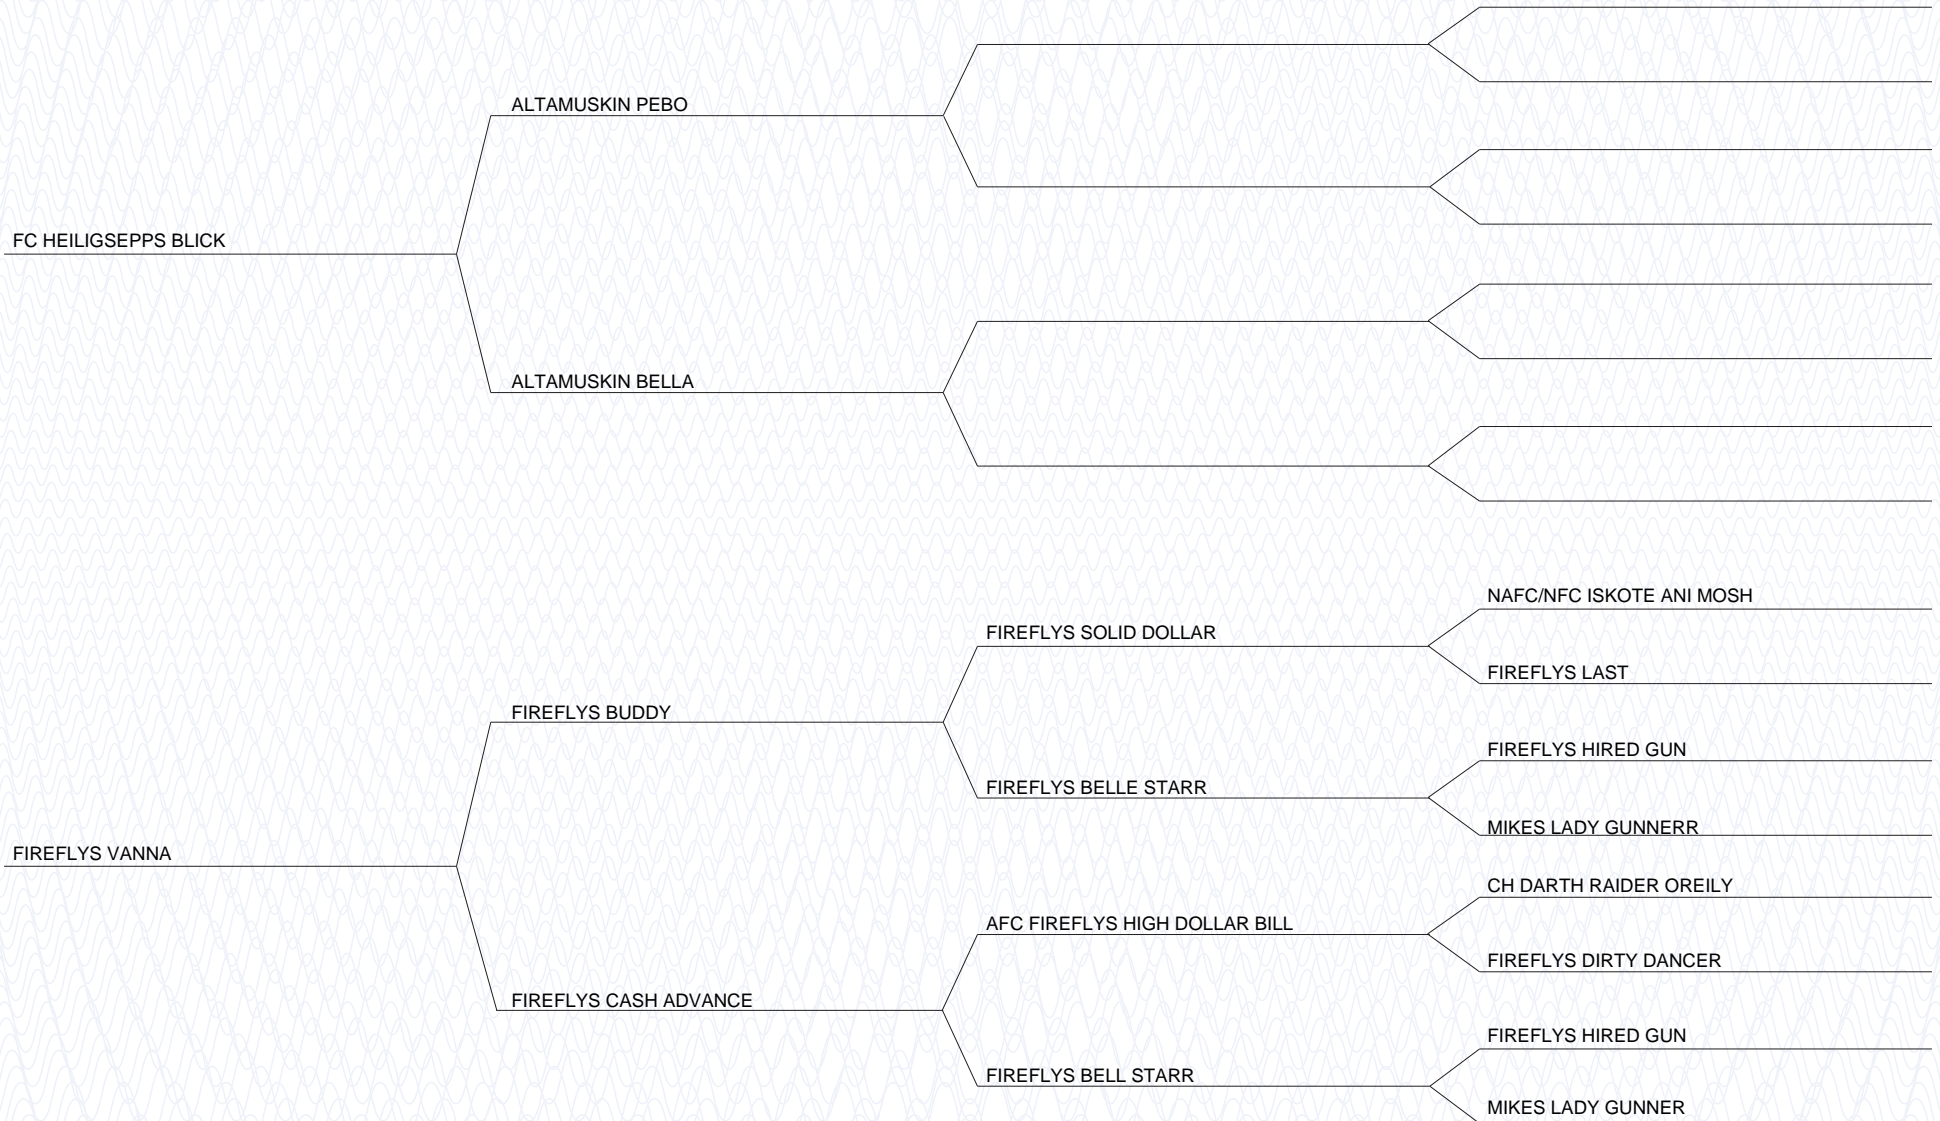 ALTAMUSKIN PEBO
FC HEILIGSEPPS BLICK
ALTAMUSKIN BELLA
NAFC/NFC ISKOTE ANI MOSH
FIREFLYS SOLID DOLLAR
FIREFLYS LAST
FIREFLYS BUDDY
FIREFLYS HIRED GUN
FIREFLYS BELLE STARR
MIKES LADY GUNNERR
FIREFLYS VANNA
CH DARTH RAIDER OREILY
AFC FIREFLYS HIGH DOLLAR BILL
FIREFLYS DIRTY DANCER
FIREFLYS CASH ADVANCE
FIREFLYS HIRED GUN
FIREFLYS BELL STARR
MIKES LADY GUNNER